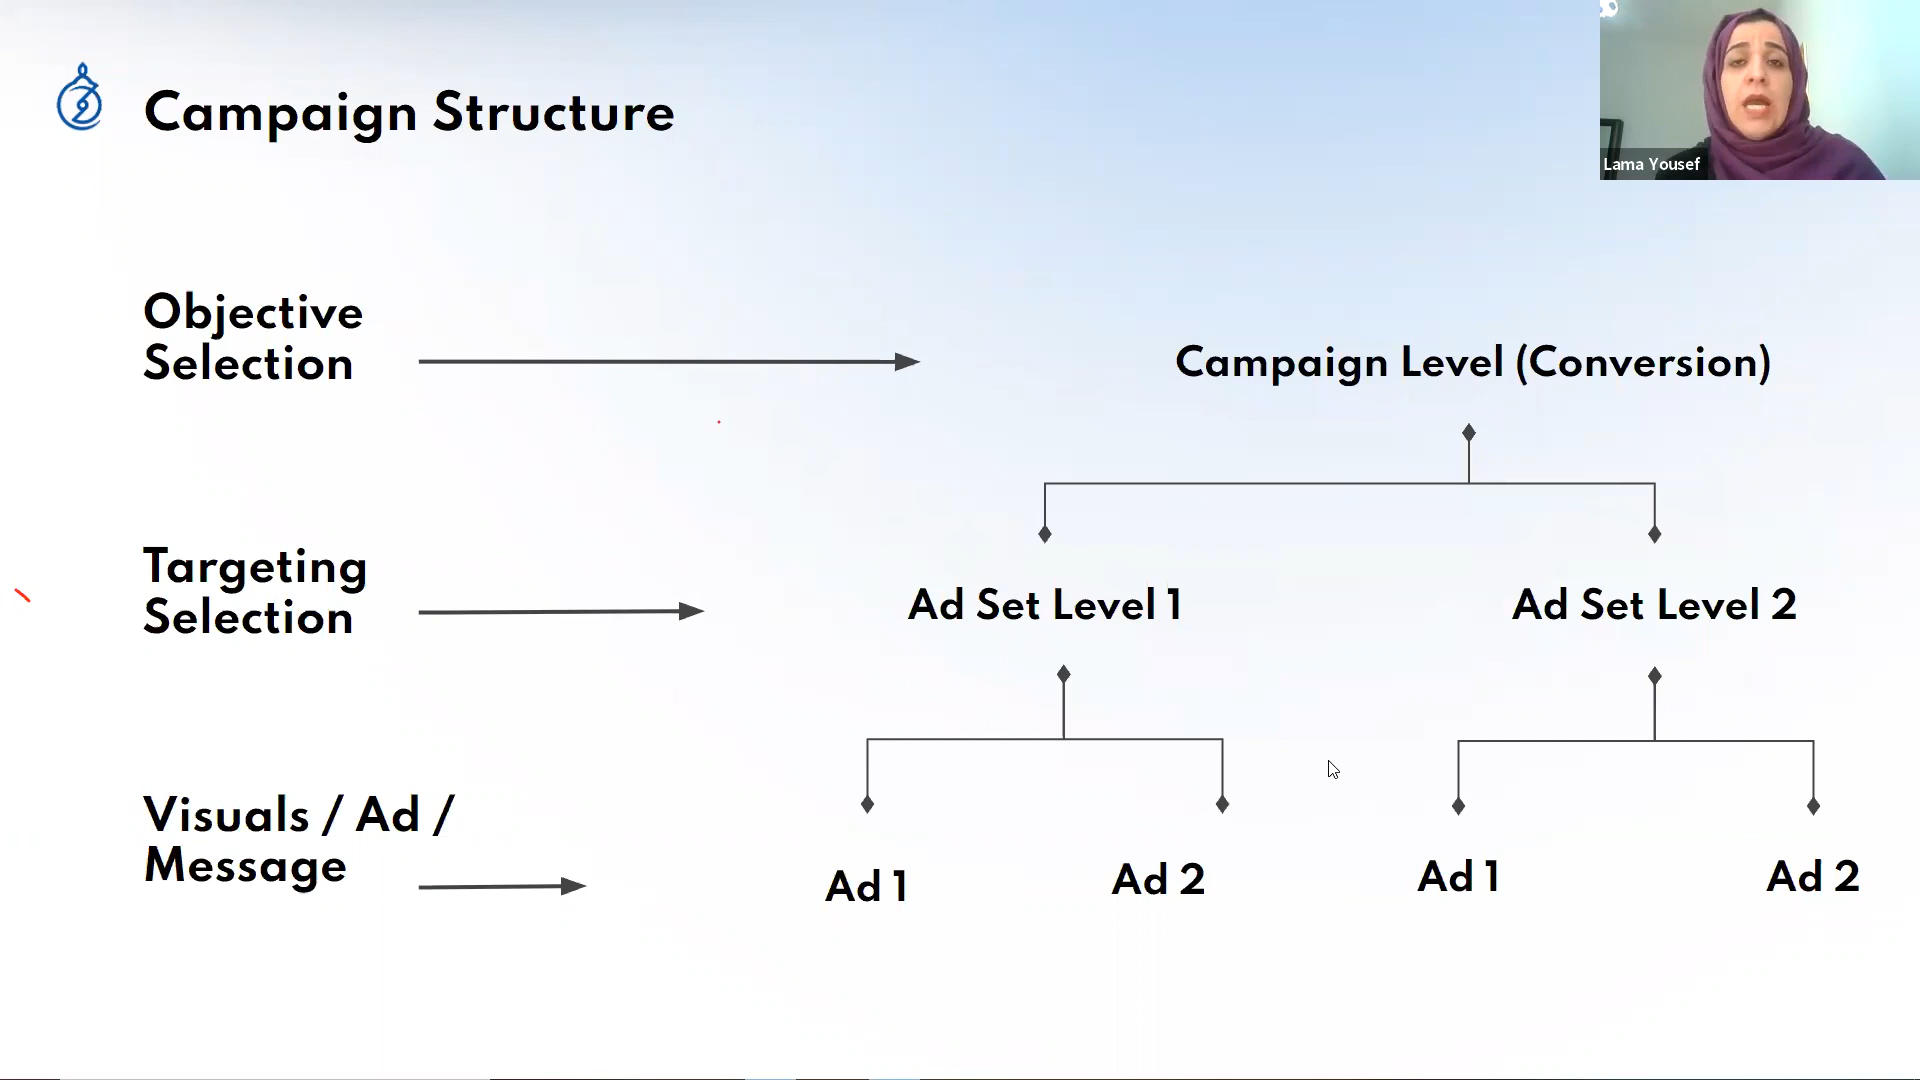 Campaign Structure
Lama Yousef
Objective
Selection
Campaign Level (Conversion)
Targeting
Selection
Ad Set Level 1
Ad Set Level 2
Visuals / Ad /
Message
Ad 1
Ad 2
Ad 1
Ad 2